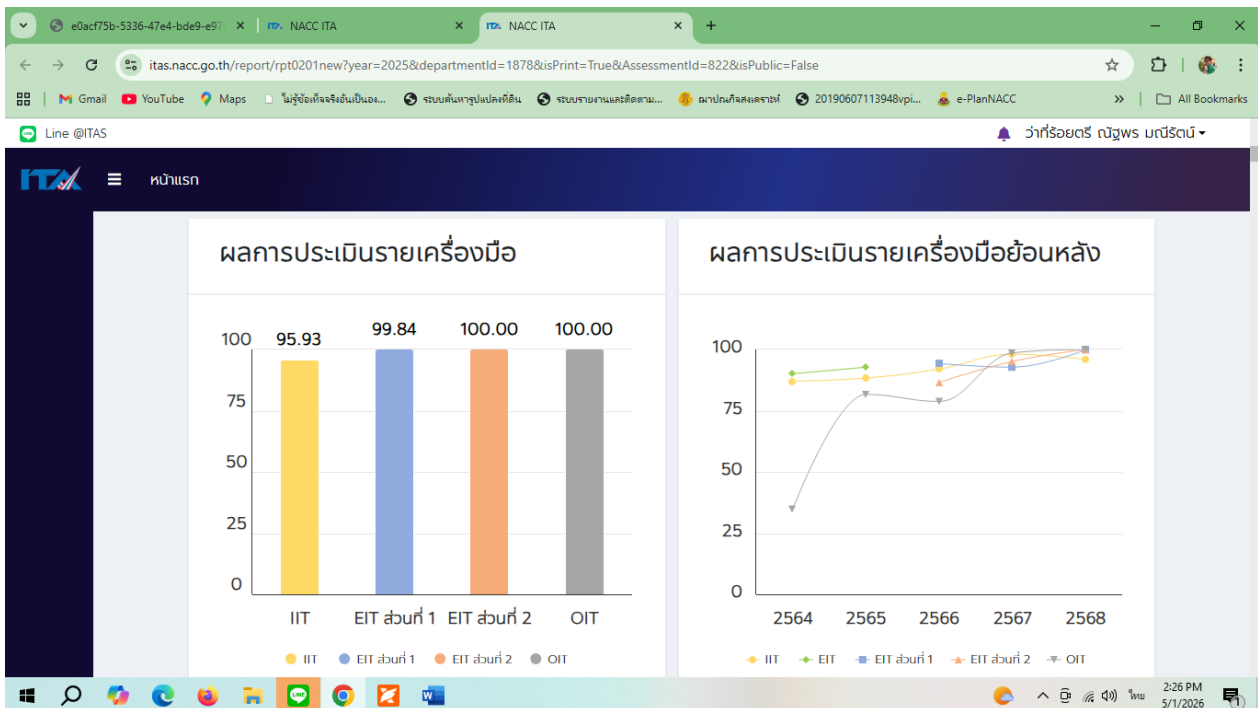 e0acf75b-5336-47e4-bde9-e97
NACC ITA
NACC ITA
itas.nacc.go.th/report/rpt0201new?year=2025&departmentId=1878&isPrint=True&AssessmentId=822&isPublic=False
Gmail YouTube Maps ไม่รู้ข้อเท็จจริงอันเป็นอง... ระบบค้นหารูปแปลงที่ดิน ระบบรายงานและติดตาม... ฌาปนกิจสงเคราะห์ 20190607113948vpi... e-PlanNACC » All Bookmarks
Line @ITAS ว่าที่ร้อยตรี ณัฐพร มณีรัตน์
ITA หน้าแรก
ผลการประเมินรายเครื่องมือ
100 95.93 99.84 100.00 100.00
75
50
25
0
IIT EIT ส่วนที่ 1 EIT ส่วนที่ 2 OIT
IIT EIT ส่วนที่ 1 EIT ส่วนที่ 2 OIT
ผลการประเมินรายเครื่องมือย้อนหลัง
100
75
50
25
0
2564 2565 2566 2567 2568
IIT EIT EIT ส่วนที่ 1 EIT ส่วนที่ 2 OIT
ไทย 2:26 PM
5/1/2026